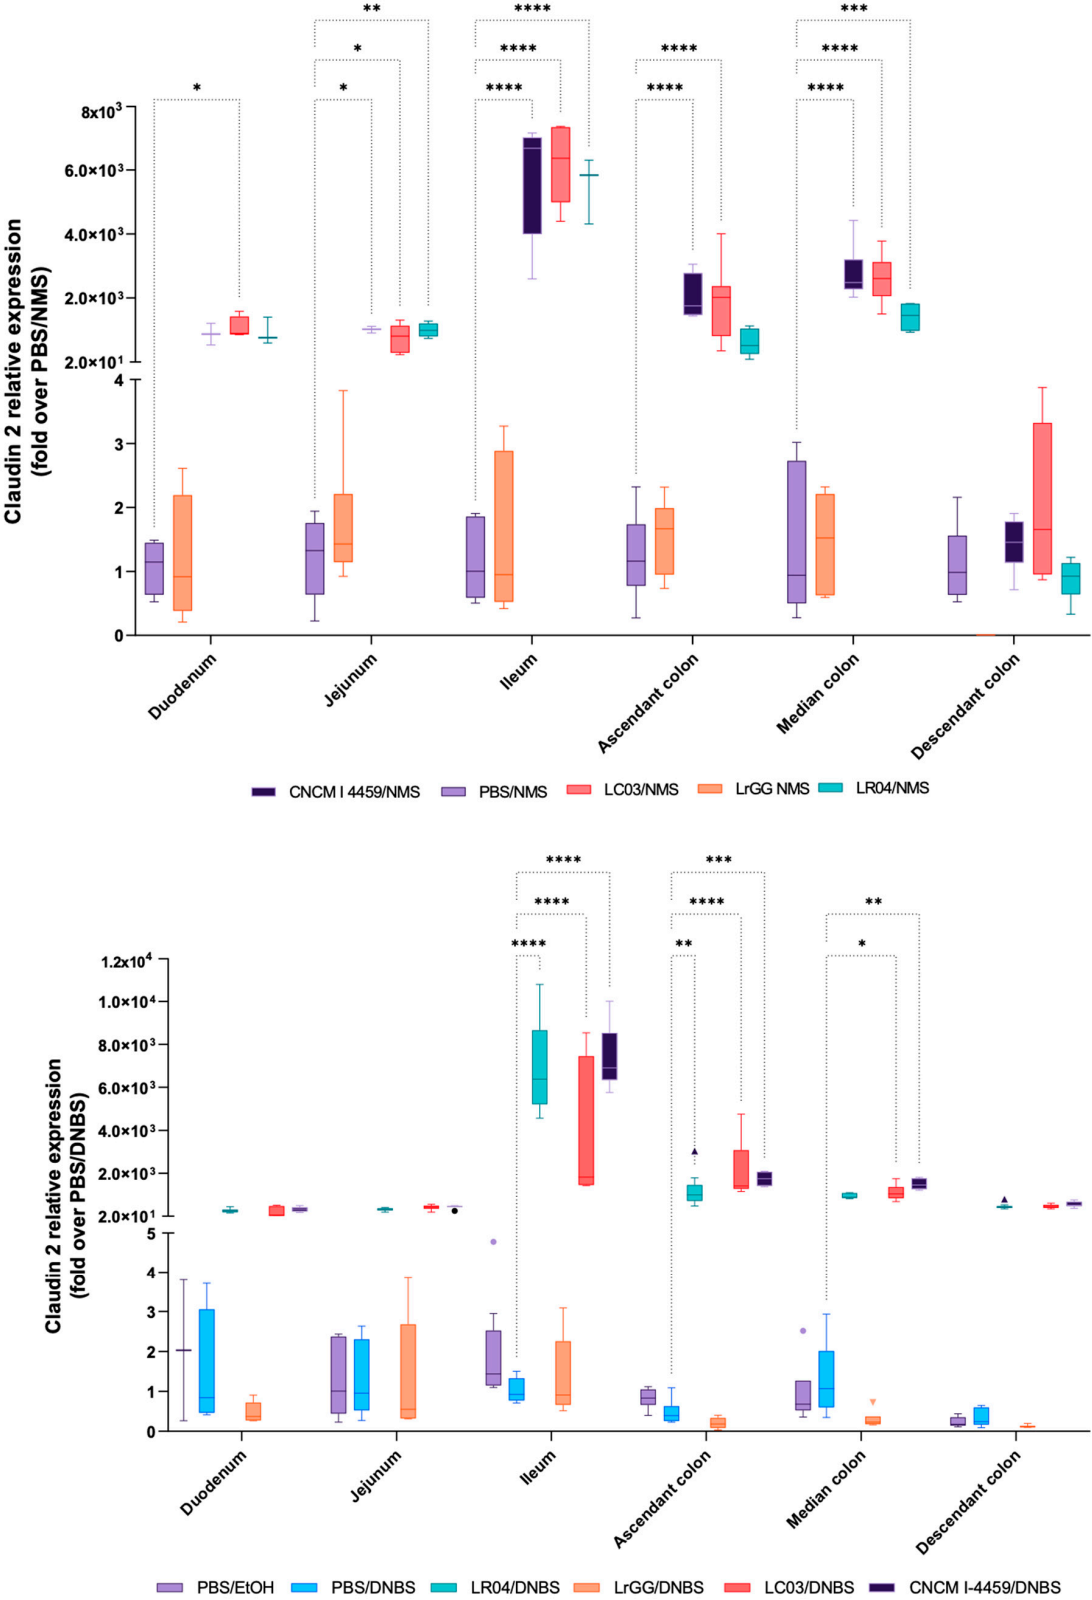 **
****
***
*
****
****
****
*
*
****
****
****
8x10³
6.0×10³
4.0×10³
2.0×10³
2.0×10¹
4
3
2
1
0
Claudin 2 relative expression
(fold over PBS/NMS)
Duodenum
Jejunum
Ileum
Ascendant colon
Median colon
Descendant colon
CNCM I 4459/NMS PBS/NMS LC03/NMS LrGG NMS LR04/NMS
**** ***
**** **** **
**** ** *
1.2x10⁴
1.0×10⁴
8.0×10³
6.0×10³
4.0×10³
2.0×10³
2.0×10¹
5
4
3
2
1
0
Claudin 2 relative expression
(fold over PBS/DNBS)
Duodenum
Jejunum
Ileum
Ascendant colon
Median colon
Descendant colon
PBS/EtOH PBS/DNBS LR04/DNBS LrGG/DNBS LC03/DNBS CNCM I-4459/DNBS